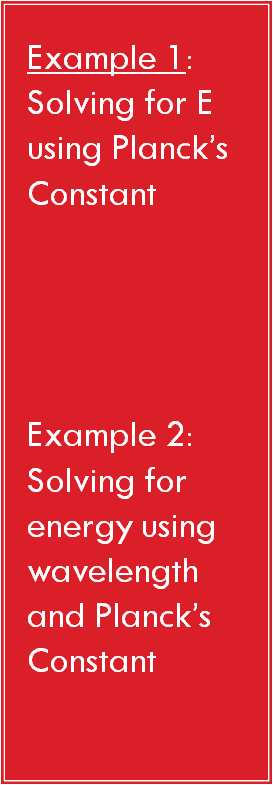 Example 1:
Solving for E
using Planck’s
Constant
Example 2:
Solving for
energy using
wavelength
and Planck’s
Constant